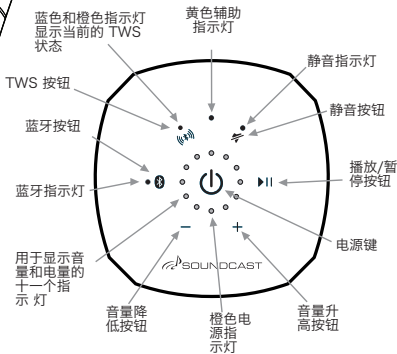 蓝色和橙色指示灯
显示当前的 TWS
状态
黄色辅助
指示灯
静音指示灯
TWS 按钮
静音按钮
蓝牙按钮
播放/暂
停按钮
蓝牙指示灯
电源键
用于显示音
量和电量的
十一个指
示 灯
SOUNDCAST
音量降
低按钮
橙色电
源指
示灯
音量升
高按钮